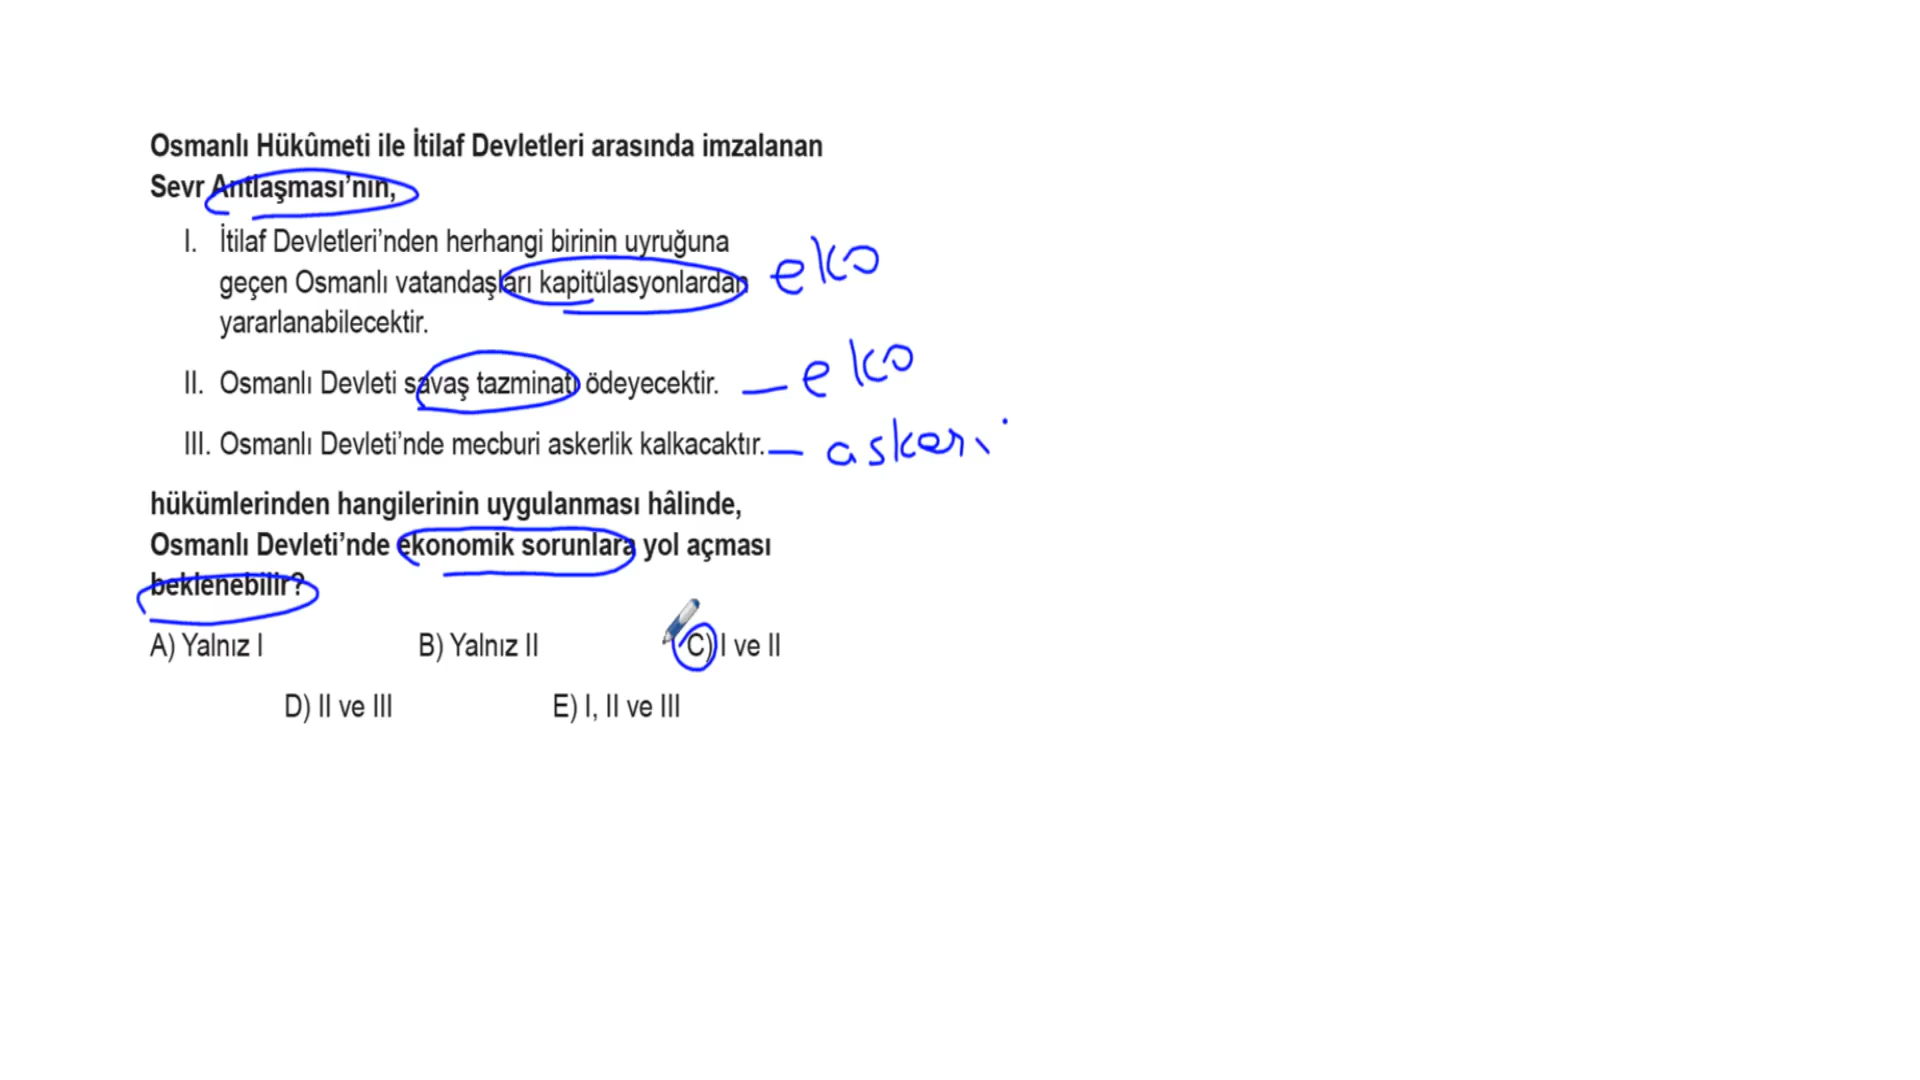 Osmanlı Hükûmeti ile İtilaf Devletleri arasında imzalanan
Sevr Antlaşması’nın,
I. İtilaf Devletleri’nden herhangi birinin uyruğuna
geçen Osmanlı vatandaşları kapitülasyonlardan eko
yararlanabilecektir.
II. Osmanlı Devleti savaş tazminatı ödeyecektir. – eko
III. Osmanlı Devleti’nde mecburi askerlik kalkacaktır. – askeri
hükümlerinden hangilerinin uygulanması hâlinde,
Osmanlı Devleti’nde ekonomik sorunlara yol açması
beklenebilir?
A) Yalnız I B) Yalnız II C) I ve II
D) II ve III E) I, II ve III